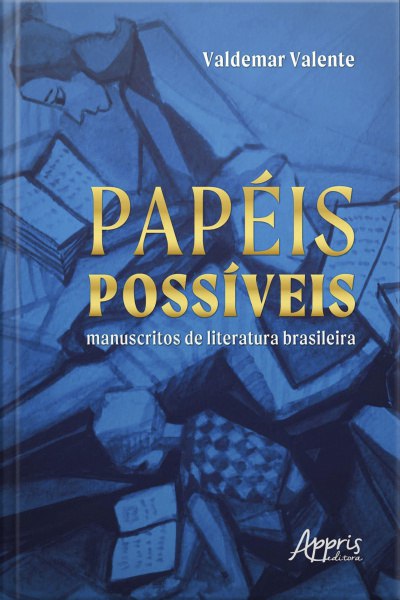 Valdemar Valente
PAPÉIS
POSSÍVEIS
manuscritos de literatura brasileira
Appris
editora